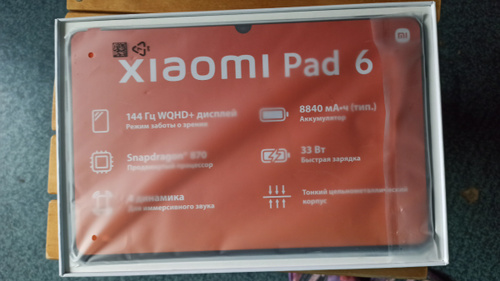 xiaomi Pad 6
144 Гц WQHD+ дисплей
Режим заботы о зрении
8840 мА·ч (тип.)
Аккумулятор
Snapdragon® 870
процессор
33 Вт
Быстрая зарядка
4 динамика
Для иммерсивного звука
Тонкий цельнометаллический
корпус